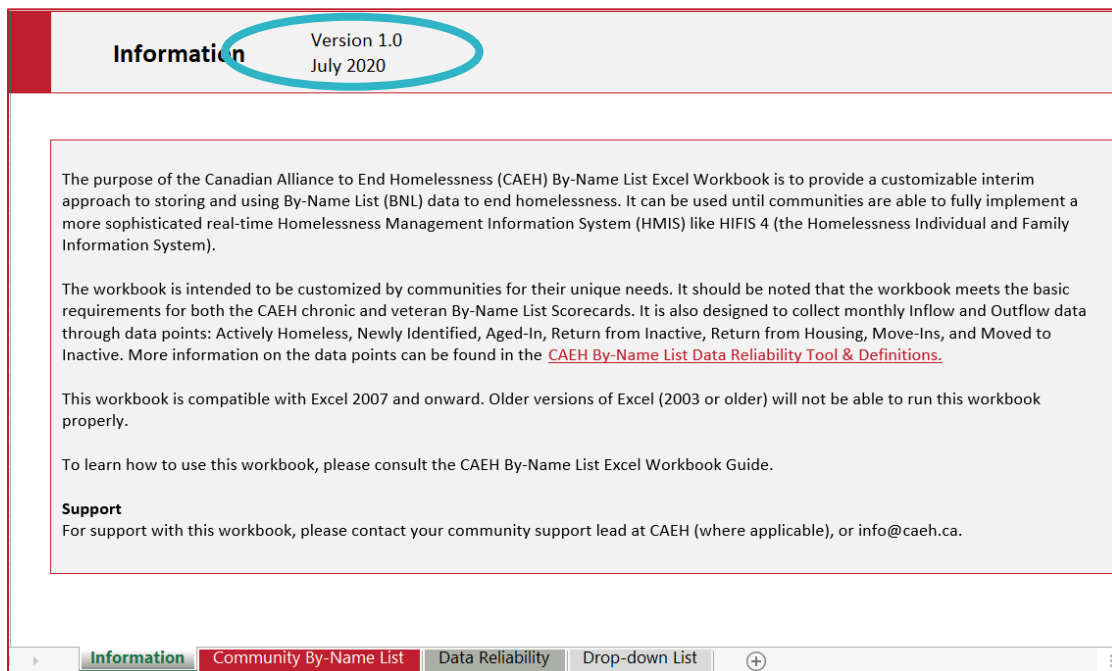 Information
Version 1.0
July 2020
The purpose of the Canadian Alliance to End Homelessness (CAEH) By-Name List Excel Workbook is to provide a customizable interim
approach to storing and using By-Name List (BNL) data to end homelessness. It can be used until communities are able to fully implement a
more sophisticated real-time Homelessness Management Information System (HMIS) like HIFIS 4 (the Homelessness Individual and Family
Information System).
The workbook is intended to be customized by communities for their unique needs. It should be noted that the workbook meets the basic
requirements for both the CAEH chronic and veteran By-Name List Scorecards. It is also designed to collect monthly Inflow and Outflow data
through data points: Actively Homeless, Newly Identified, Aged-In, Return from Inactive, Return from Housing, Move-Ins, and Moved to
Inactive. More information on the data points can be found in the CAEH By-Name List Data Reliability Tool & Definitions.
This workbook is compatible with Excel 2007 and onward. Older versions of Excel (2003 or older) will not be able to run this workbook
properly.
To learn how to use this workbook, please consult the CAEH By-Name List Excel Workbook Guide.
Support
For support with this workbook, please contact your community support lead at CAEH (where applicable), or info@caeh.ca.
Information Community By-Name List Data Reliability Drop-down List